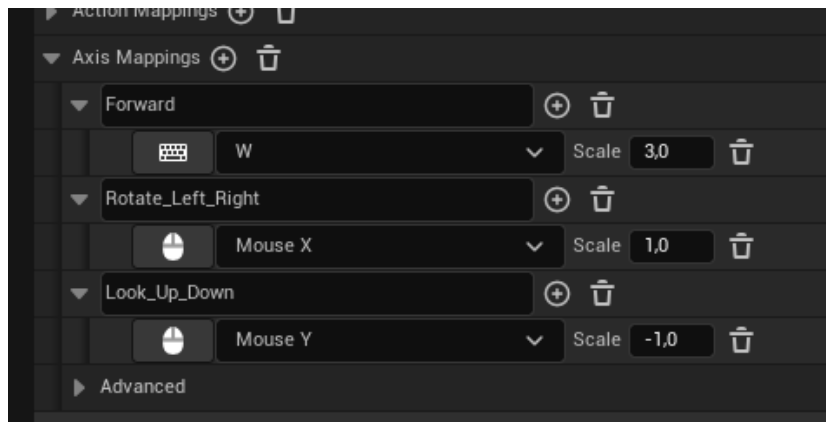 Action Mappings
Axis Mappings
Forward
W Scale 3,0
Rotate_Left_Right
Mouse X Scale 1,0
Look_Up_Down
Mouse Y Scale -1,0
Advanced